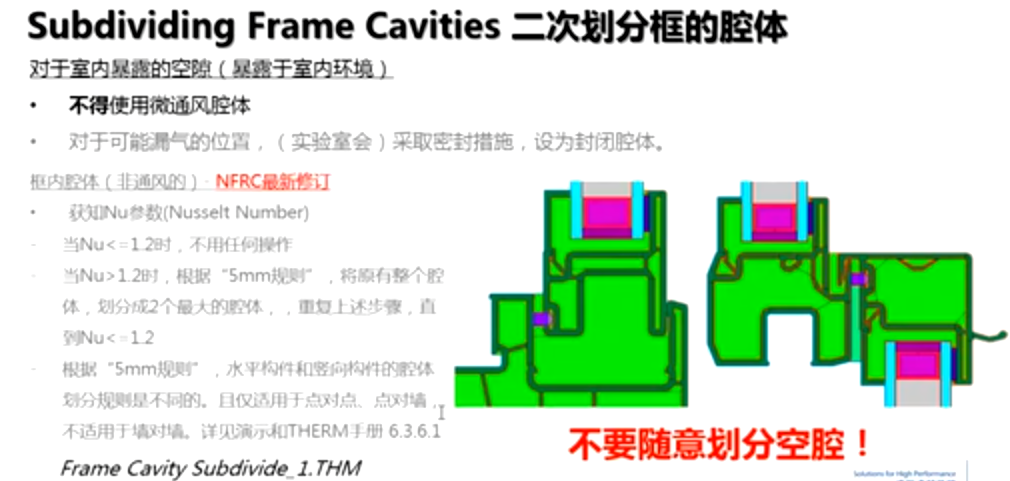 Subdividing Frame Cavities 二次划分框的腔体
对于室内暴露的空隙（暴露于室内环境）
• 不得使用微通风腔体
• 对于可能漏气的位置，（实验室会）采取密封措施，设为封闭腔体。
框内腔体（非通风的）- NFRC最新修订
• 获知Nu参数(Nusselt Number)
- 当Nu<=1.2时，不用任何操作
- 当Nu>1.2时，根据“5mm规则”，将原有整个腔
体，划分成2个最大的腔体，，重复上述步骤，直
到Nu<=1.2
- 根据“5mm规则”，水平构件和竖向构件的腔体
划分规则是不同的。且仅适用于点对点、点对墙，
不适用于墙对墙。详见演示和THERM手册 6.3.6.1
不要随意划分空腔！
Frame Cavity Subdivide_1.THM
Solutions for High Performance